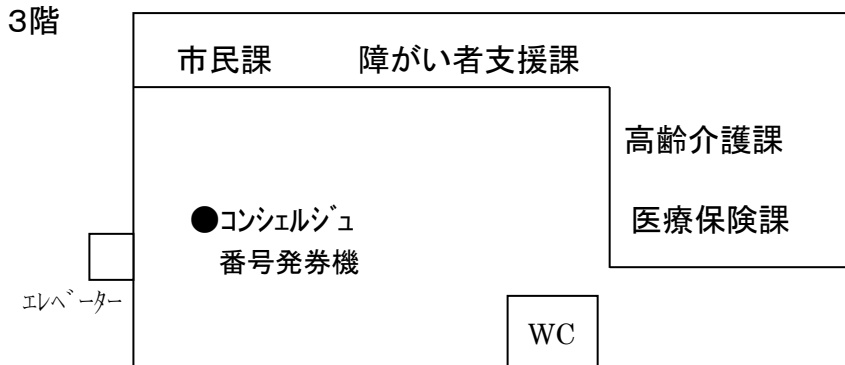 3階
市民課 障がい者支援課
高齢介護課
医療保険課
●コンシェルジュ
番号発券機
エレベーター
WC